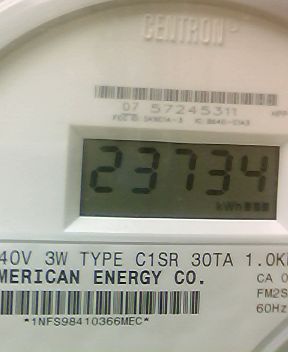 CENTRON
07 57245311
23734
kWh
40V 3W TYPE C1SR 30TA 1.0K
MERICAN ENERGY CO.
CA 0
FM2S
60Hz
*1NFS98410366MEC*